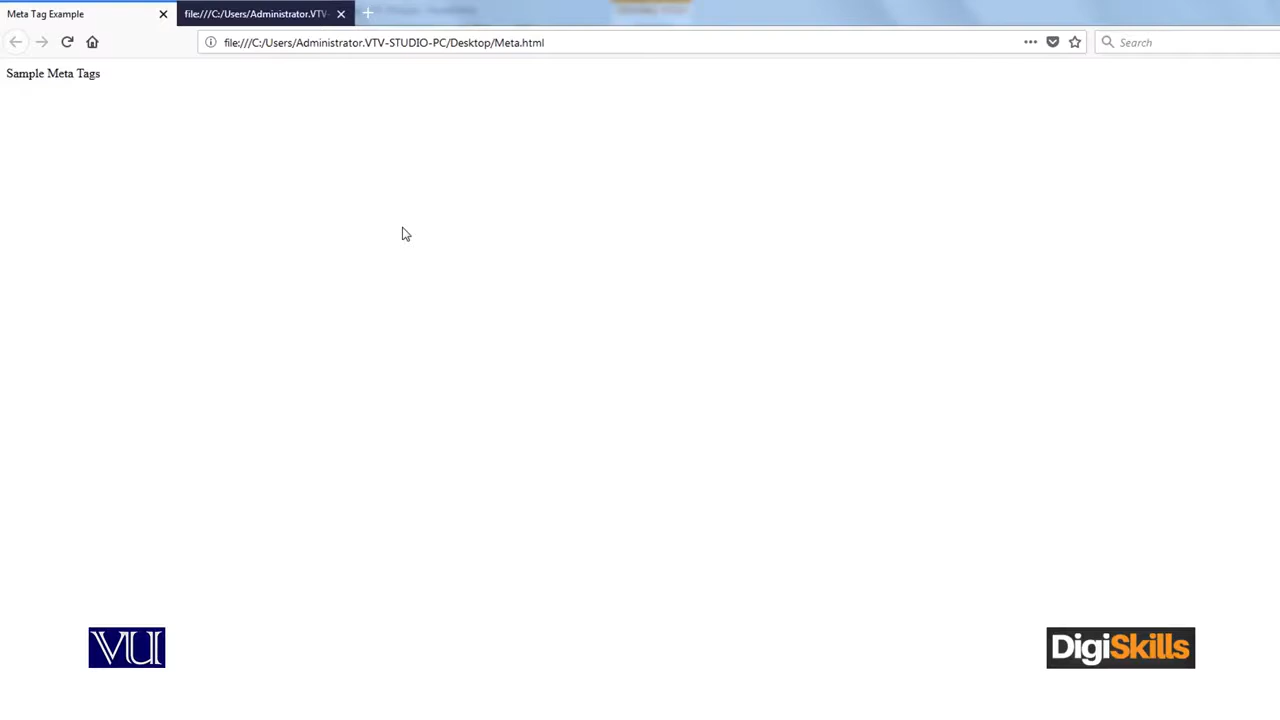 Meta Tag Example
file:///C:/Users/Administrator.VTV-
file:///C:/Users/Administrator.VTV-STUDIO-PC/Desktop/Meta.html
Search
Sample Meta Tags
VU
DigiSkills